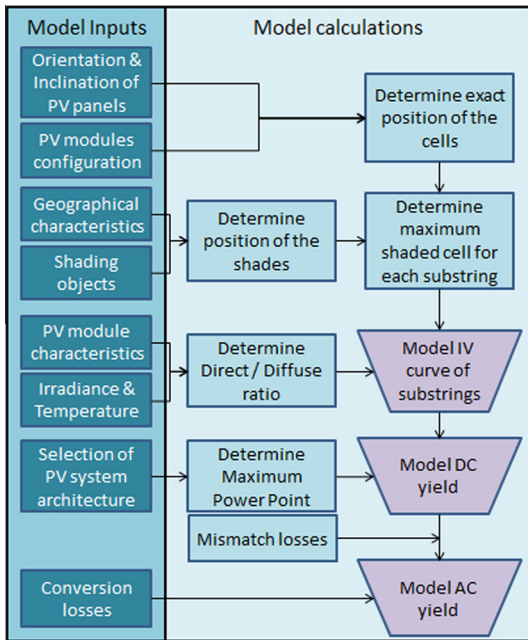 Model Inputs
Model calculations
Orientation &
Inclination of
PV panels
PV modules
configuration
Determine exact
position of the
cells
Geographical
characteristics
Shading
objects
Determine
position of the
shades
Determine
maximum
shaded cell for
each substring
PV module
characteristics
Irradiance &
Temperature
Determine
Direct / Diffuse
ratio
Model IV
curve of
substrings
Selection of
PV system
architecture
Determine
Maximum
Power Point
Model DC
yield
Mismatch losses
Conversion
losses
Model AC
yield